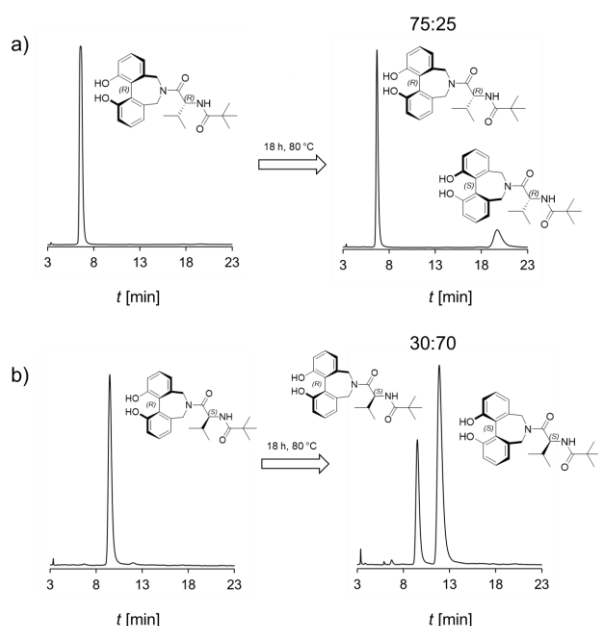 a)
75:25
HO
HO
(R)
N
O
(R)
NH
O
18 h, 80 °C
HO
HO
(R)
N
O
(R)
NH
O
HO
HO
(S)
N
O
(R)
NH
O
3 8 13 18 23
t [min]
3 8 13 18 23
t [min]
b)
30:70
HO
HO
(R)
N
O
(S)
NH
O
18 h, 80 °C
HO
HO
(R)
N
O
(S)
NH
O
HO
HO
(S)
N
O
(S)
NH
O
3 8 13 18 23
t [min]
3 8 13 18 23
t [min]